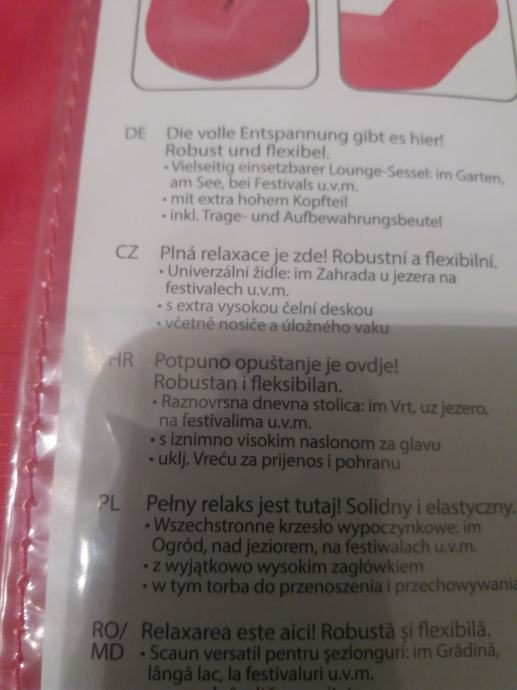 DE Die volle Entspannung gibt es hier!
Robust und flexibel.
• Vielseitig einsetzbarer Lounge-Sessel: im Garten,
am See, bei Festivals u.v.m.
• mit extra hohem Kopfteil
• inkl. Trage- und Aufbewahrungsbeutel
CZ Plná relaxace je zde! Robustní a flexibilní.
• Univerzální židle: im Zahrada u jezera na
festivalech u.v.m.
• s extra vysokou čelní deskou
• včetně nosiče a úložného vaku
HR Potpuno opuštanje je ovdje!
Robustan i fleksibilan.
• Raznovrsna dnevna stolica: im Vrt, uz jezero,
na festivalima u.v.m.
• s iznimno visokim naslonom za glavu
• uklj. Vreću za prijenos i pohranu
PL Pełny relaks jest tutaj! Solidny i elastyczny.
• Wszechstronne krzesło wypoczynkowe: im
Ogród, nad jeziorem, na festiwalach u.v.m.
• z wyjątkowo wysokim zagłówkiem
• w tym torba do przenoszenia i przechowywania
RO/ Relaxarea este aici! Robustă și flexibilă.
MD • Scaun versatil pentru șezlonguri: im Grădină,
lângă lac, la festivaluri u.v.m.